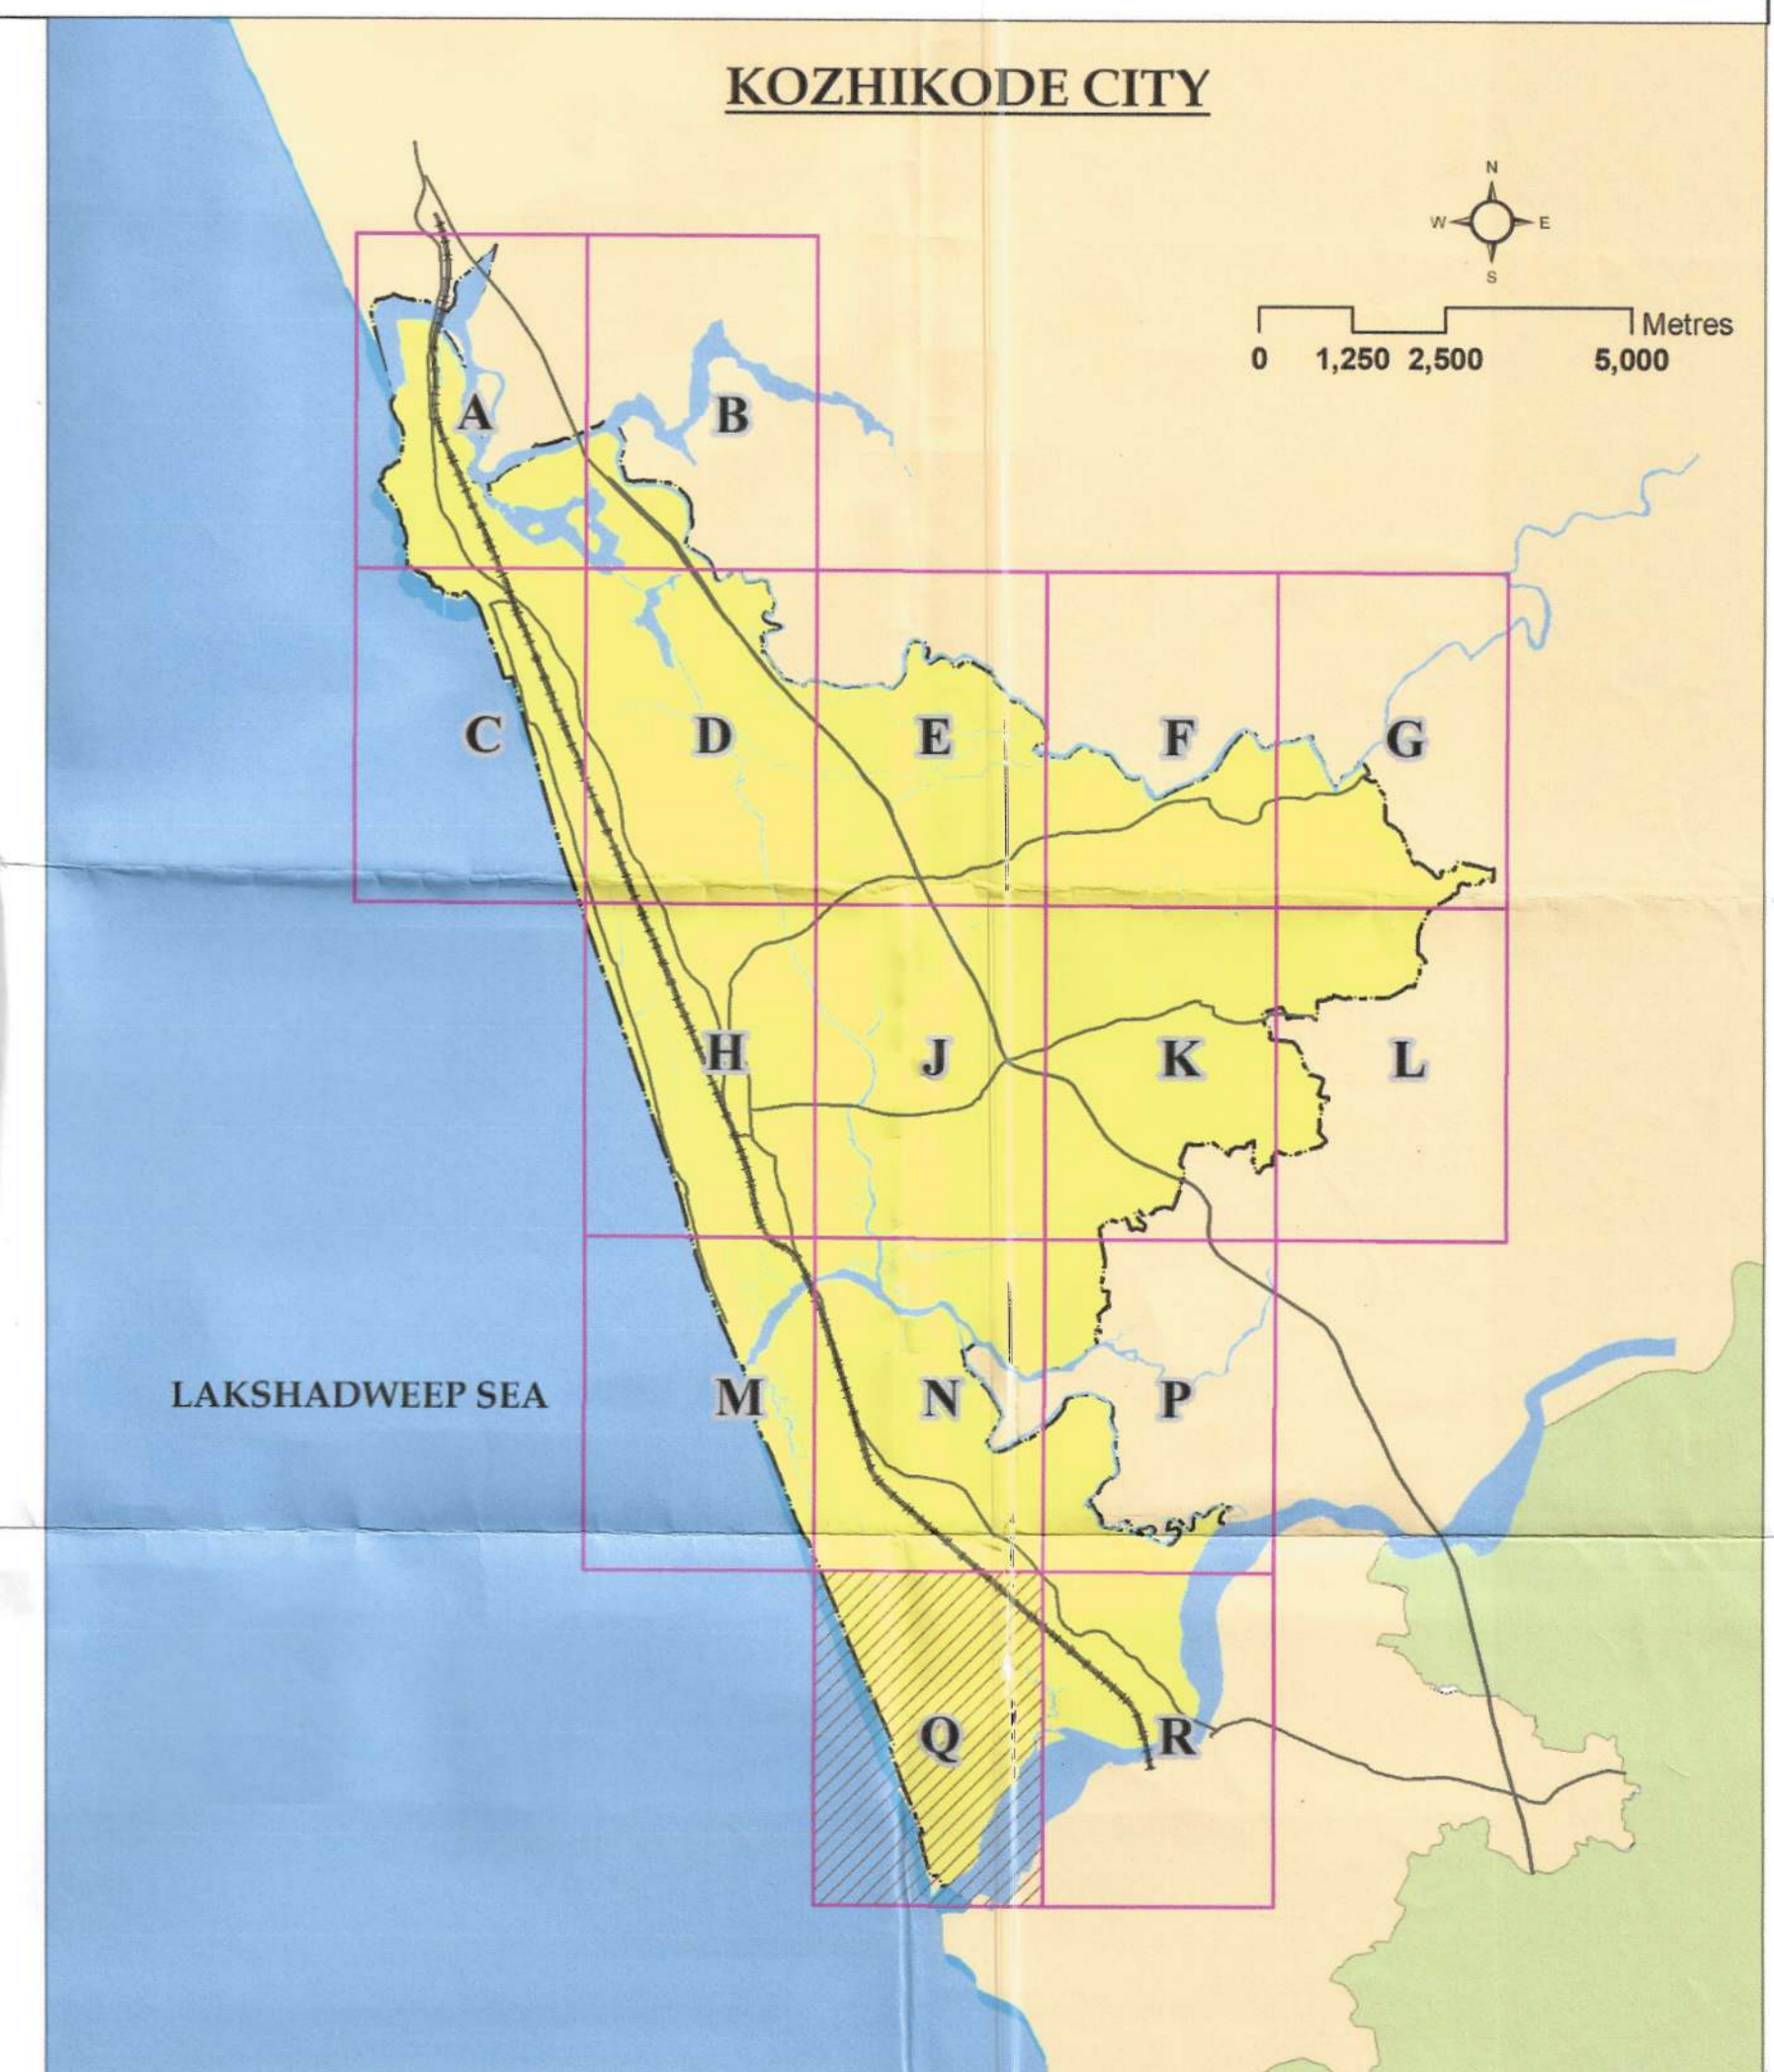 KOZHIKODE CITY
N
W E
S
Metres
0 1,250 2,500 5,000
A B
C D E F G
H J K L
LAKSHADWEEP SEA
M N P
Q R